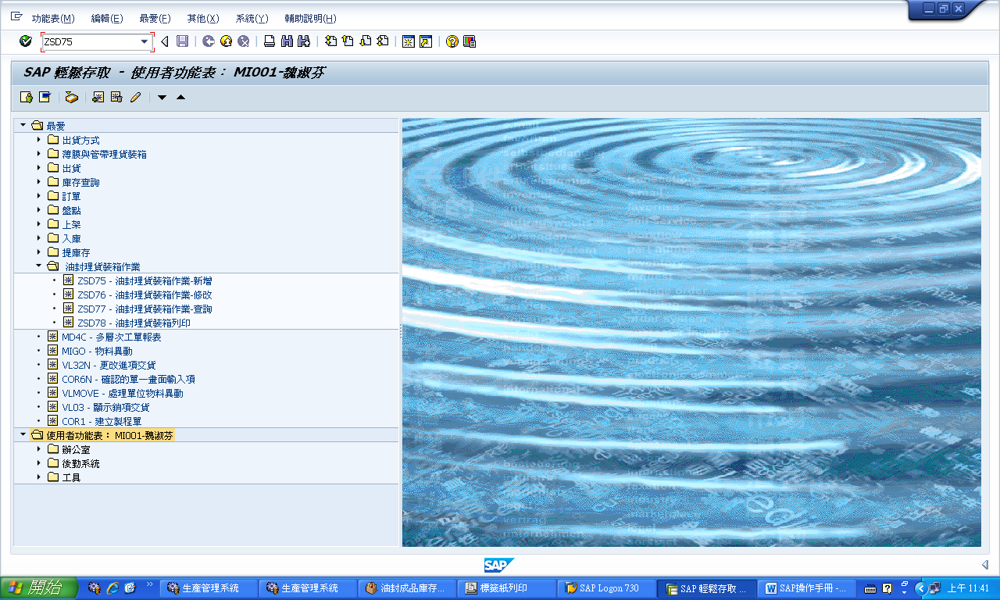 功能表(M) 編輯(E) 最愛(F) 其他(X) 系統(Y) 輔助說明(H)
ZSD75
SAP 輕鬆存取 - 使用者功能表： MI001-魏淑芬
最愛
出貨方式
薄膜與管帶理貨裝箱
出貨
庫存查詢
訂單
盤點
上架
入庫
提庫存
油封理貨裝箱作業
ZSD75 - 油封理貨裝箱作業-新增
ZSD76 - 油封理貨裝箱作業-修改
ZSD77 - 油封理貨裝箱作業-查詢
ZSD78 - 油封理貨裝箱列印
MD4C - 多層次工單報表
MIGO - 物料異動
VL32N - 更改進項交貨
COR6N - 確認的單一畫面輸入項
VLMOVE - 處理單位物料異動
VL03 - 顯示銷項交貨
COR1 - 建立製程單
使用者功能表： MI001-魏淑芬
辦公室
後勤系統
工具
SAP
開始 生產管理系統 生產管理系統 油封成品庫存... 標籤紙列印 SAP Logon 730 SAP 輕鬆存取 ... SAP操作手冊 -... 上午 11:41